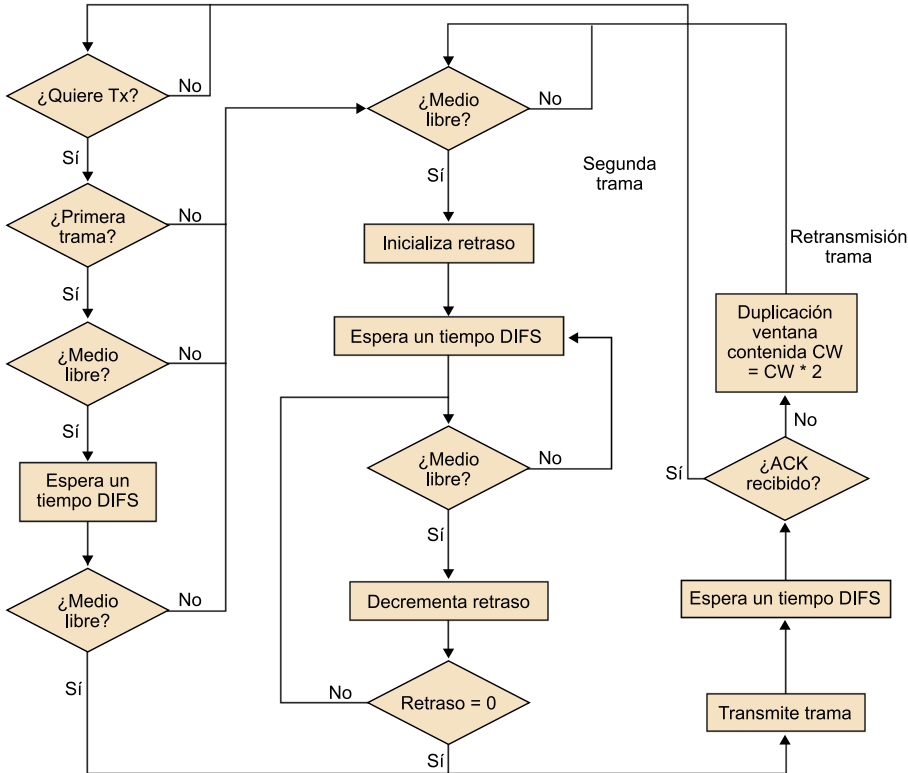 ¿Quiere Tx?
No
Sí
¿Primera
trama?
No
Sí
¿Medio
libre?
No
Sí
Espera un
tiempo DIFS
¿Medio
libre?
No
Sí
¿Medio
libre?
No
Sí
Segunda
trama
Inicializa retraso
Espera un tiempo DIFS
¿Medio
libre?
No
Sí
Decrementa retraso
Retraso = 0
No
Sí
Retransmisión
trama
Duplicación
ventana
contenida CW
= CW * 2
No
¿ACK
recibido?
Sí
Espera un tiempo DIFS
Transmite trama